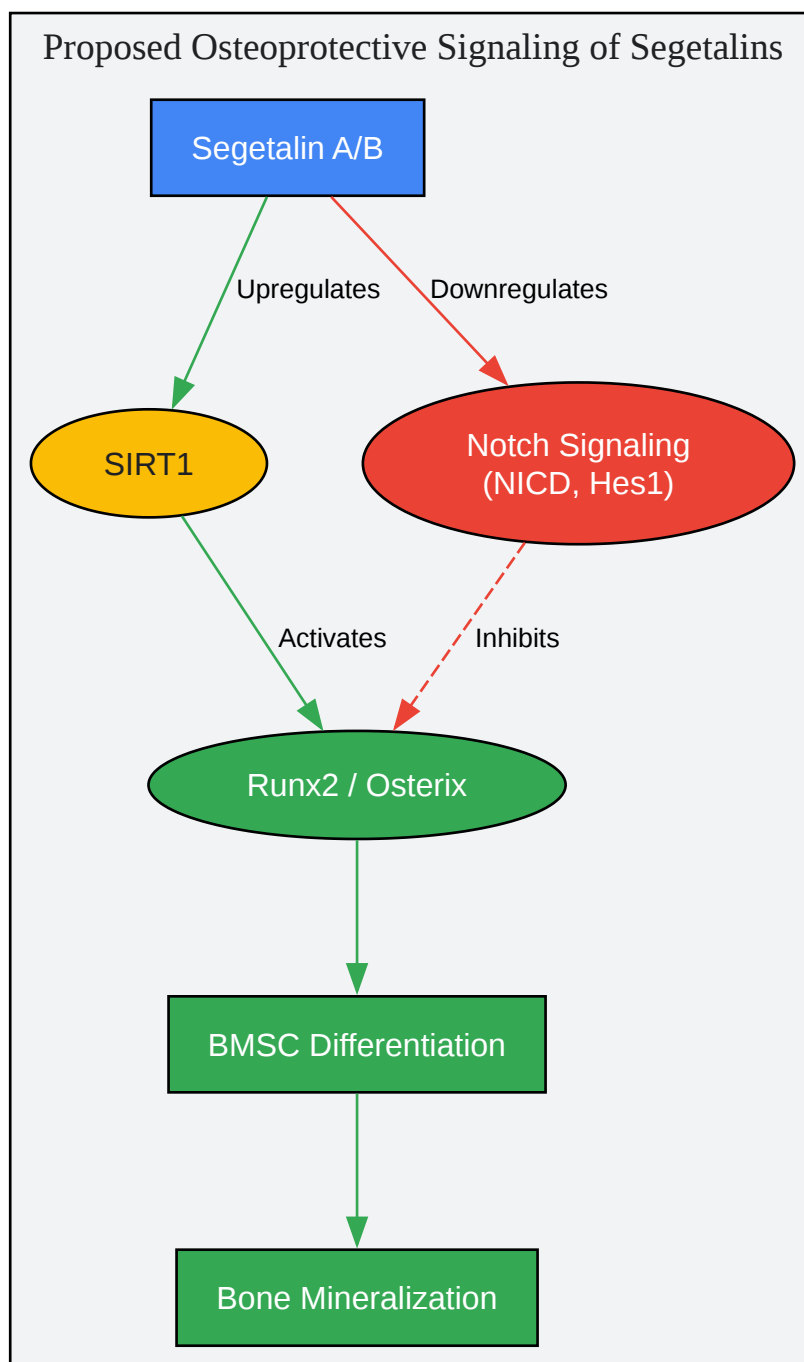 Proposed Osteoprotective Signaling of Segetalins
Segetalin A/B
Upregulates
Downregulates
SIRT1
Notch Signaling
(NICD, Hes1)
Activates
Inhibits
Runx2 / Osterix
BMSC Differentiation
Bone Mineralization